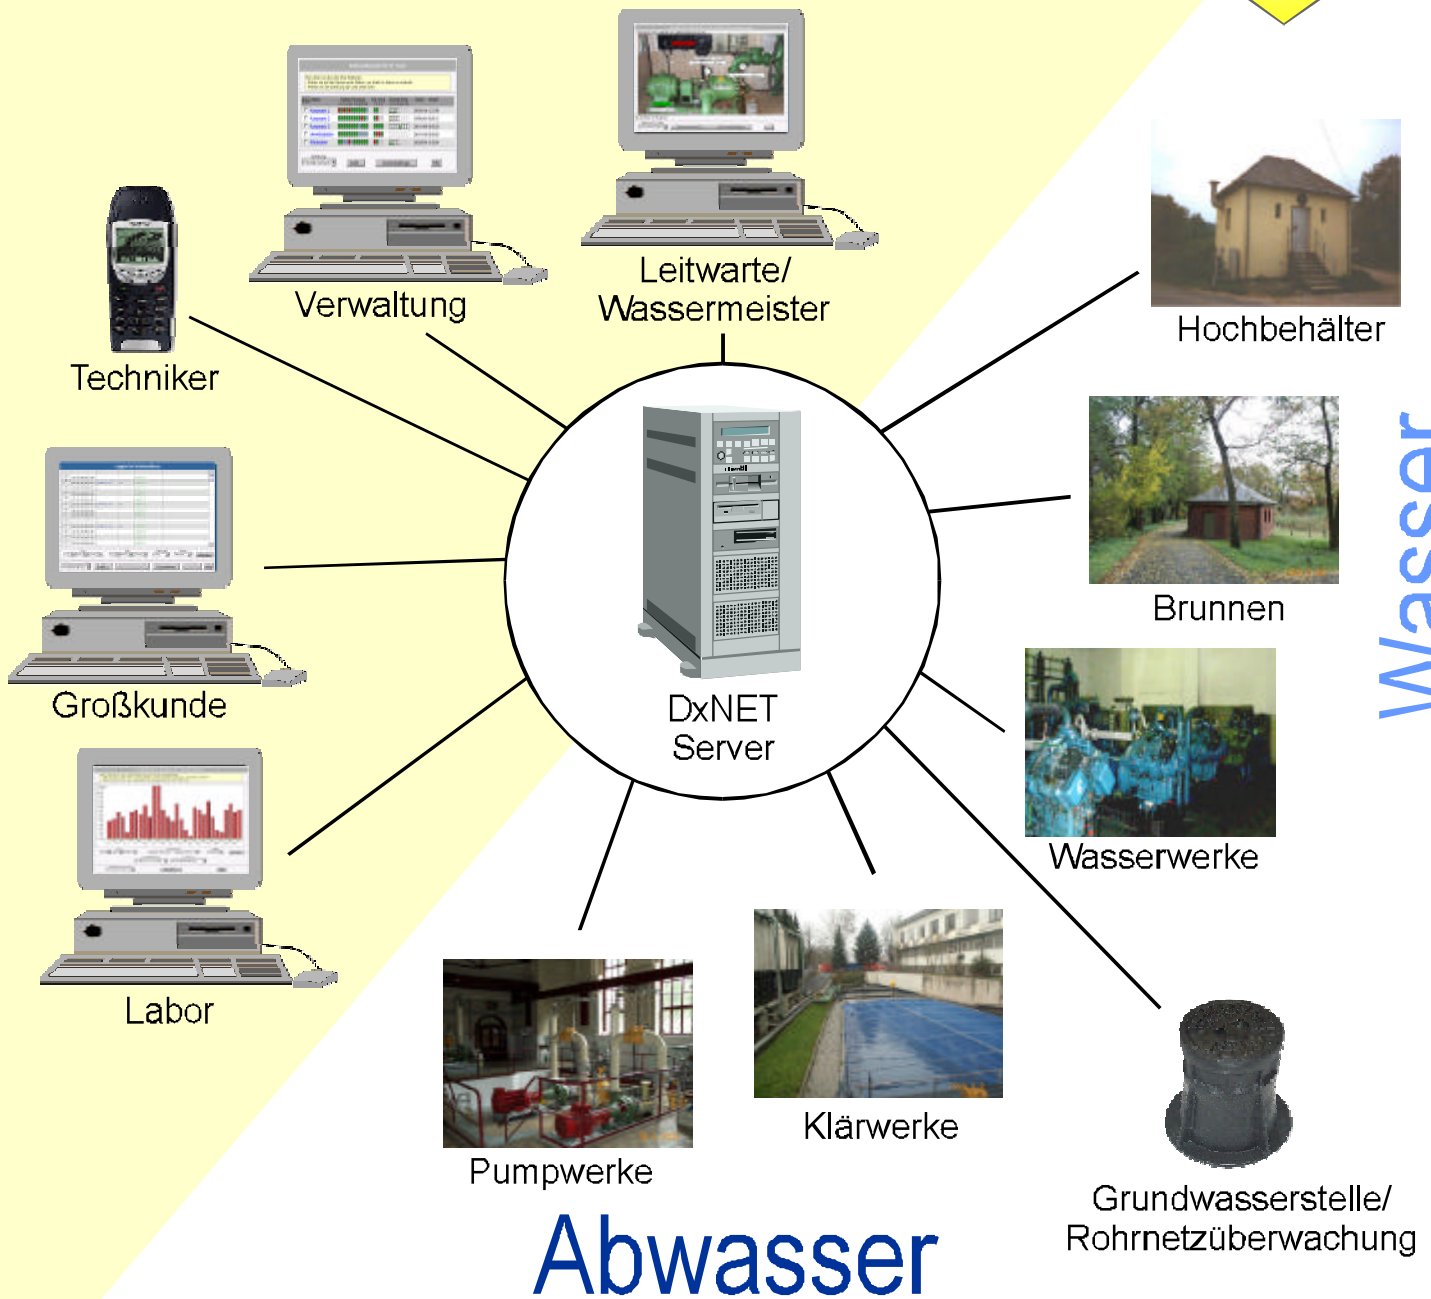 Leitwarte/
Wassermeister
Verwaltung
Techniker
Hochbehälter
Großkunde
Brunnen
DxNET
Server
Wasserwerke
Labor
Klärwerke
Pumpwerke
Grundwasserstelle/
Rohrnetzüberwachung
Wasser
Abwasser